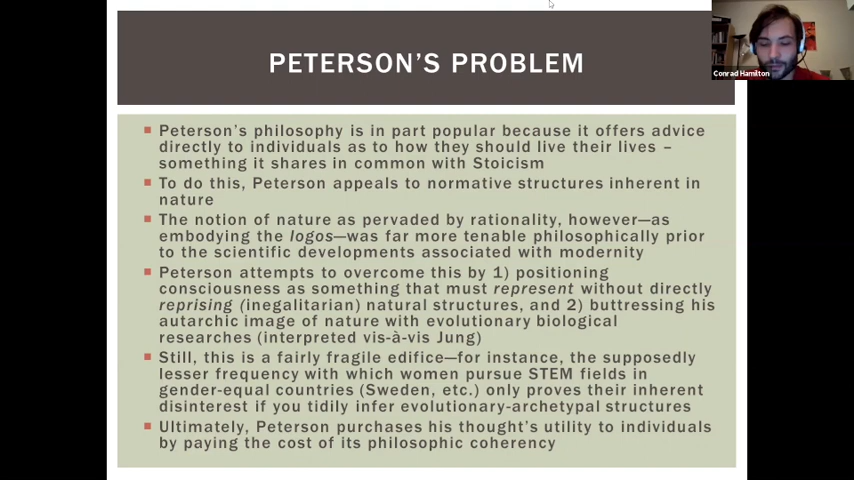 PETERSON'S PROBLEM
Conrad Hamilton
Peterson's philosophy is in part popular because it offers advice
directly to individuals as to how they should live their lives –
something it shares in common with Stoicism
To do this, Peterson appeals to normative structures inherent in
nature
The notion of nature as pervaded by rationality, however—as
embodying the logos—was far more tenable philosophically prior
to the scientific developments associated with modernity
Peterson attempts to overcome this by 1) positioning
consciousness as something that must represent without directly
reprising (inegalitarian) natural structures, and 2) buttressing his
autarchic image of nature with evolutionary biological
researches (interpreted vis-à-vis Jung)
Still, this is a fairly fragile edifice—for instance, the supposedly
lesser frequency with which women pursue STEM fields in
gender-equal countries (Sweden, etc.) only proves their inherent
disinterest if you tidily infer evolutionary-archetypal structures
Ultimately, Peterson purchases his thought's utility to individuals
by paying the cost of its philosophic coherency